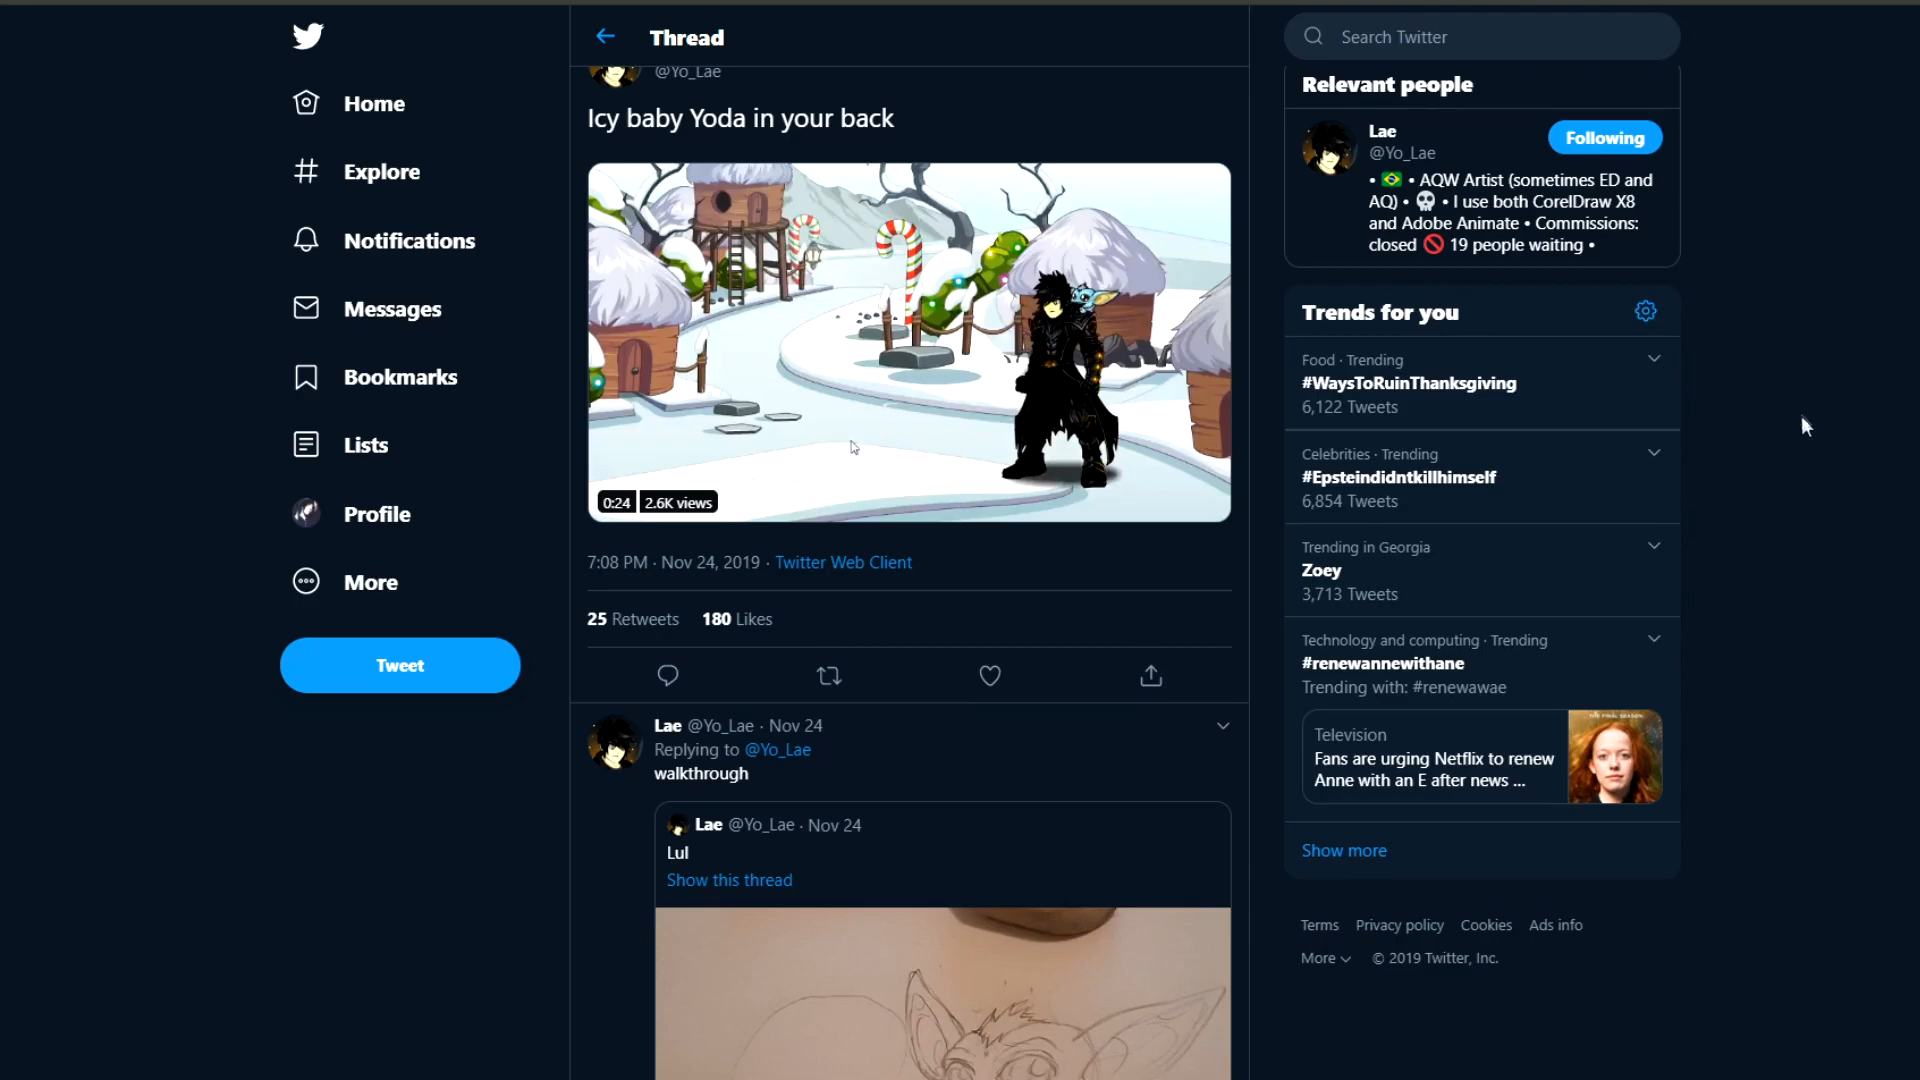 Home
Explore
Notifications
Messages
Bookmarks
Lists
Profile
More
Tweet
Thread
@Yo_Lae
Icy baby Yoda in your back
0:24 2.6K views
7:08 PM · Nov 24, 2019 · Twitter Web Client
25 Retweets 180 Likes
Lae @Yo_Lae · Nov 24
Replying to @Yo_Lae
walkthrough
Lae @Yo_Lae · Nov 24
Lul
Show this thread
Search Twitter
Relevant people
Lae
@Yo_Lae
Following
• 🇧🇷 • AQW Artist (sometimes ED and
AQ) • 💀 • I use both CorelDraw X8
and Adobe Animate • Commissions:
closed 🚫 19 people waiting •
Trends for you
Food · Trending
#WaysToRuinThanksgiving
6,122 Tweets
Celebrities · Trending
#Epsteindidntkillhimself
6,854 Tweets
Trending in Georgia
Zoey
3,713 Tweets
Technology and computing · Trending
#renewannewithane
Trending with: #renewawae
Television
Fans are urging Netflix to renew
Anne with an E after news ...
THE FINAL SEASON
Show more
Terms Privacy policy Cookies Ads info
More © 2019 Twitter, Inc.